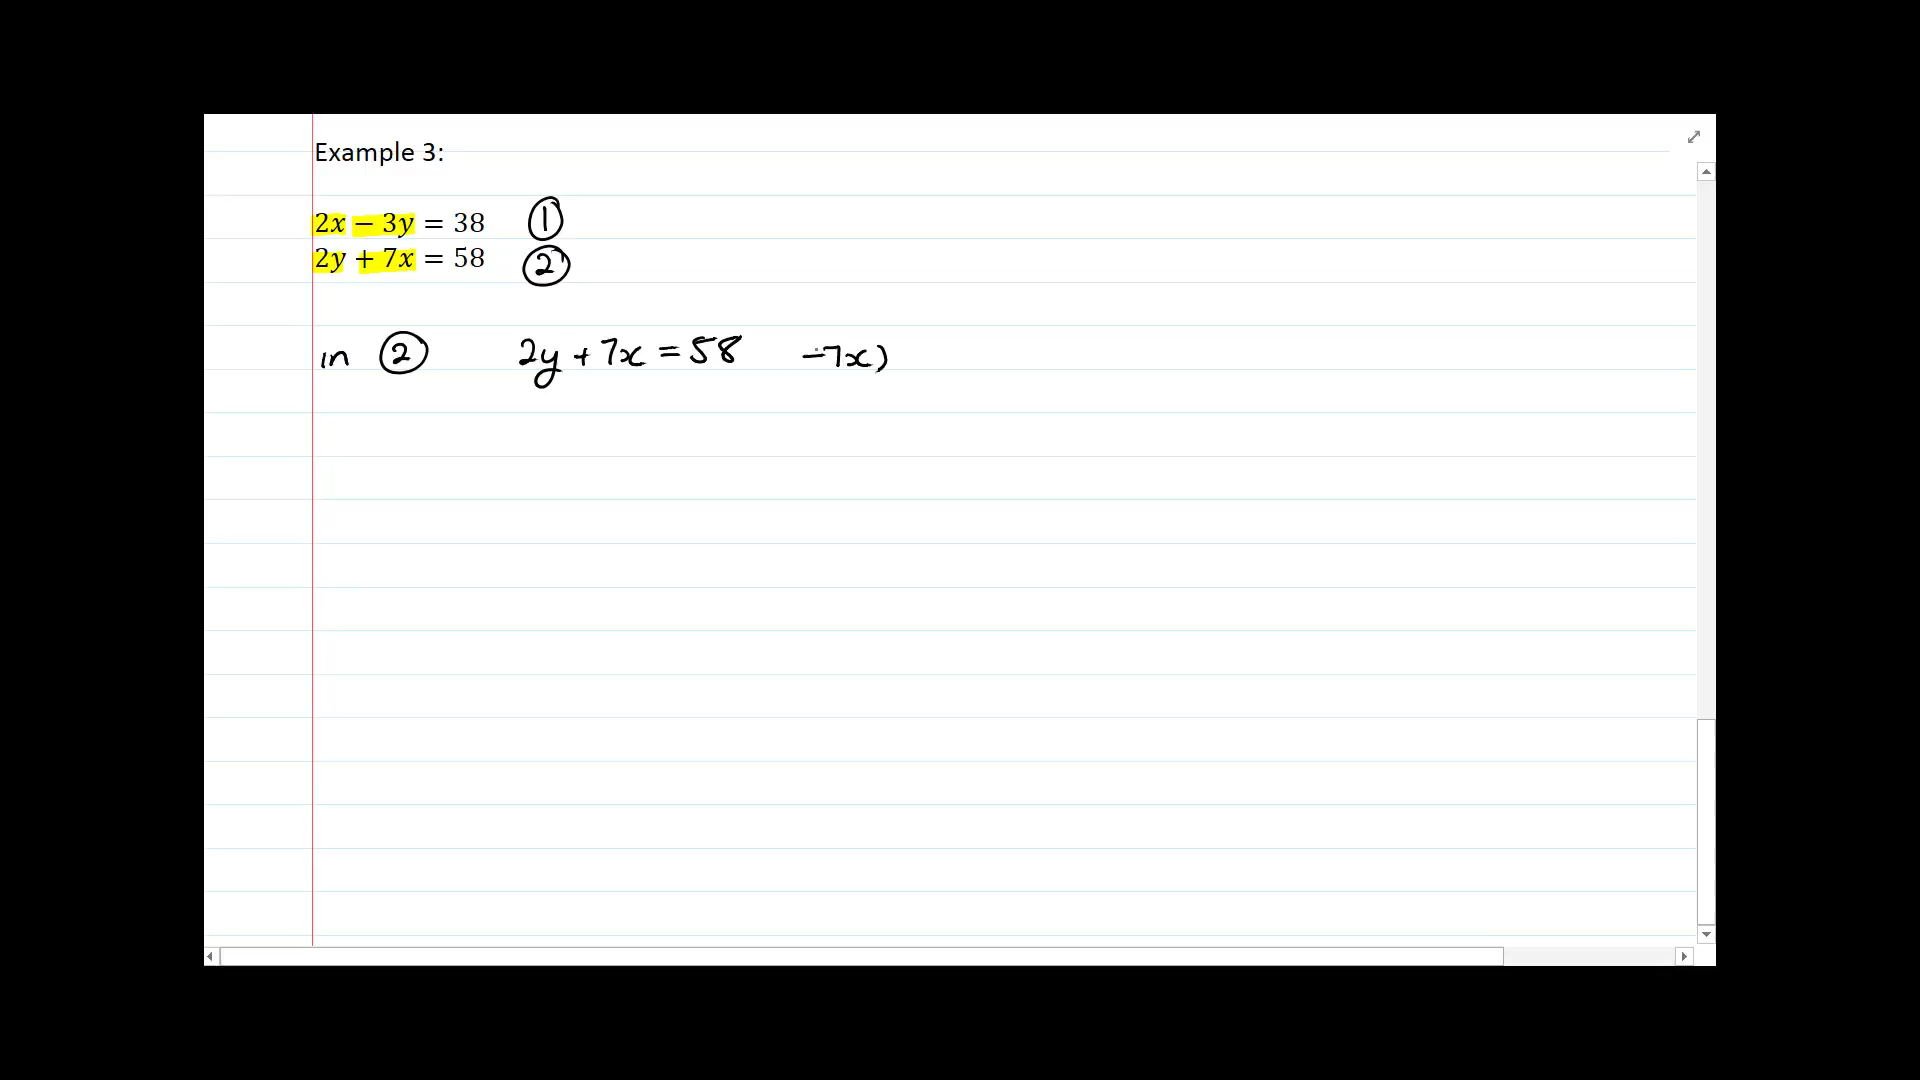 Example 3:
2x − 3y = 38 ①
2y + 7x = 58 ②
in ② 2y + 7x = 58 −7x)